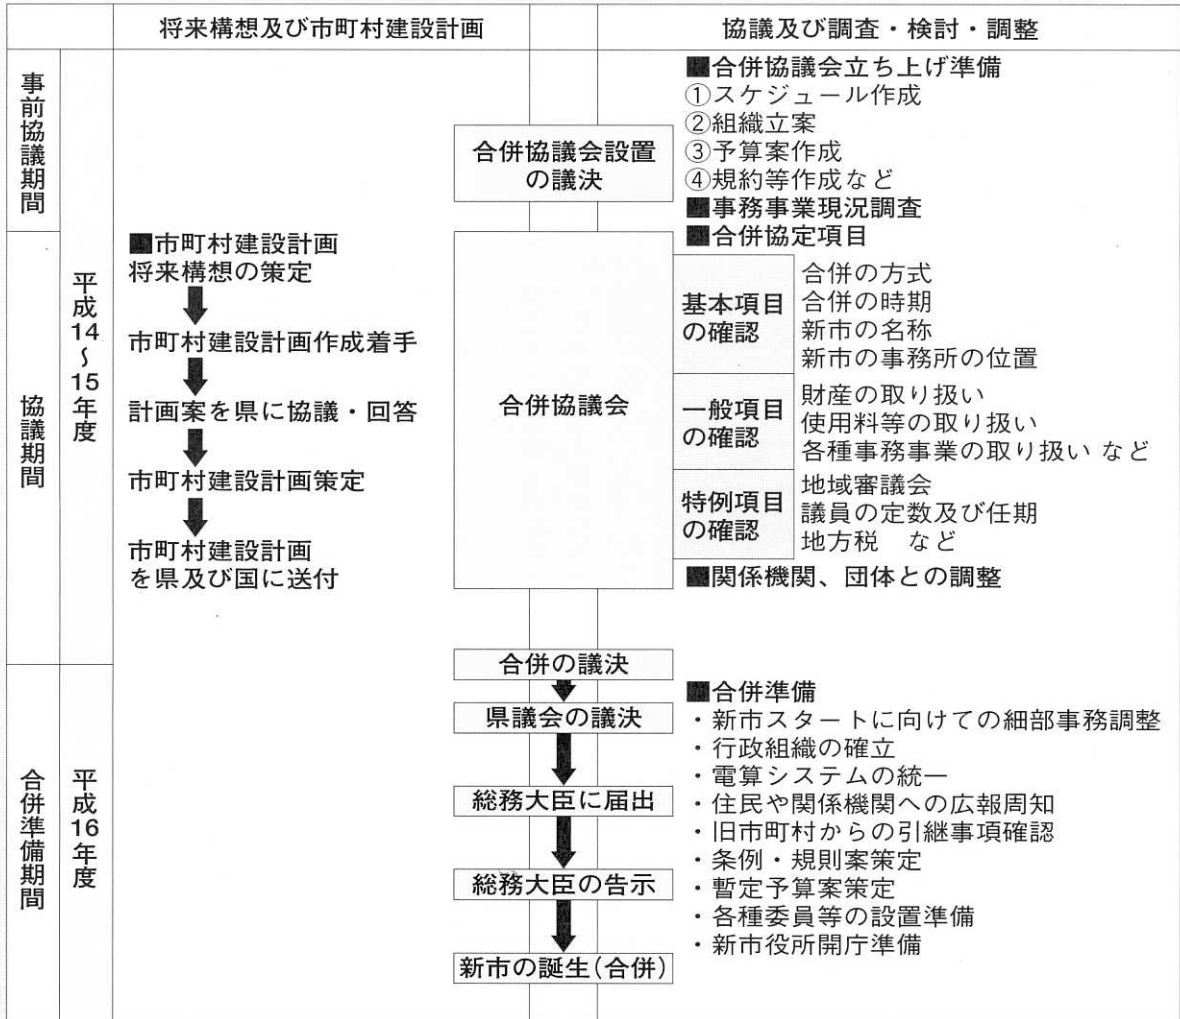 将来構想及び市町村建設計画
協議及び調査・検討・調整
事前協議期間
協議期間
合併準備期間
平成14～15年度
平成16年度
■市町村建設計画
将来構想の策定
市町村建設計画作成着手
計画案を県に協議・回答
市町村建設計画策定
市町村建設計画
を県及び国に送付
合併協議会設置
の議決
合併協議会
合併の議決
県議会の議決
総務大臣に届出
総務大臣の告示
新市の誕生(合併)
■合併協議会立ち上げ準備
①スケジュール作成
②組織立案
③予算案作成
④規約等作成など
■事務事業現況調査
■合併協定項目
基本項目
の確認
合併の方式
合併の時期
新市の名称
新市の事務所の位置
一般項目
の確認
財産の取り扱い
使用料等の取り扱い
各種事務事業の取り扱い など
特例項目
の確認
地域審議会
議員の定数及び任期
地方税　など
■関係機関、団体との調整
■合併準備
・新市スタートに向けての細部事務調整
・行政組織の確立
・電算システムの統一
・住民や関係機関への広報周知
・旧市町村からの引継事項確認
・条例・規則案策定
・暫定予算案策定
・各種委員等の設置準備
・新市役所開庁準備